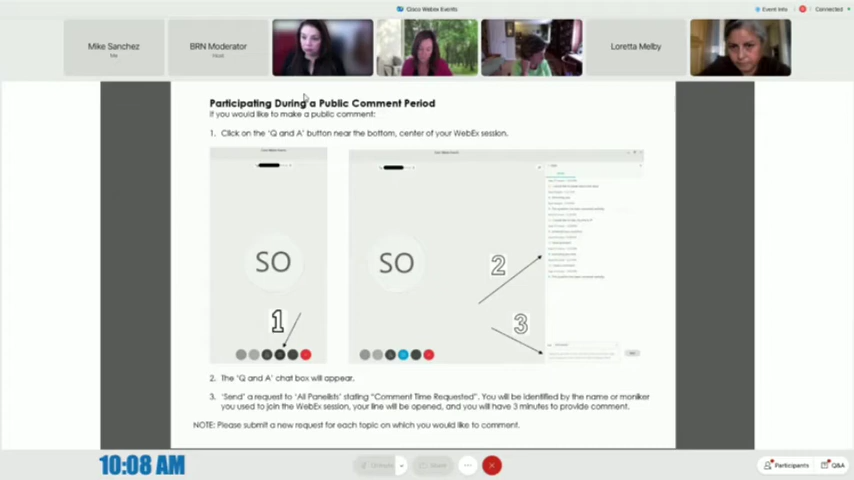 Cisco Webex Events
Event Info
Connected
Mike Sanchez
Me
BRN Moderator
Host
Loretta Melby
Participating During a Public Comment Period
If you would like to make a public comment:
1. Click on the 'Q and A' button near the bottom, center of your WebEx session.
SO
SO
1
2
3
2. The 'Q and A' chat box will appear.
3. 'Send' a request to 'All Panelists' stating "Comment Time Requested". You will be identified by the name or moniker
you used to join the WebEx session, your line will be opened, and you will have 3 minutes to provide comment.
NOTE: Please submit a new request for each topic on which you would like to comment.
10:08 AM
Unmute
Share
Participants
Q&A